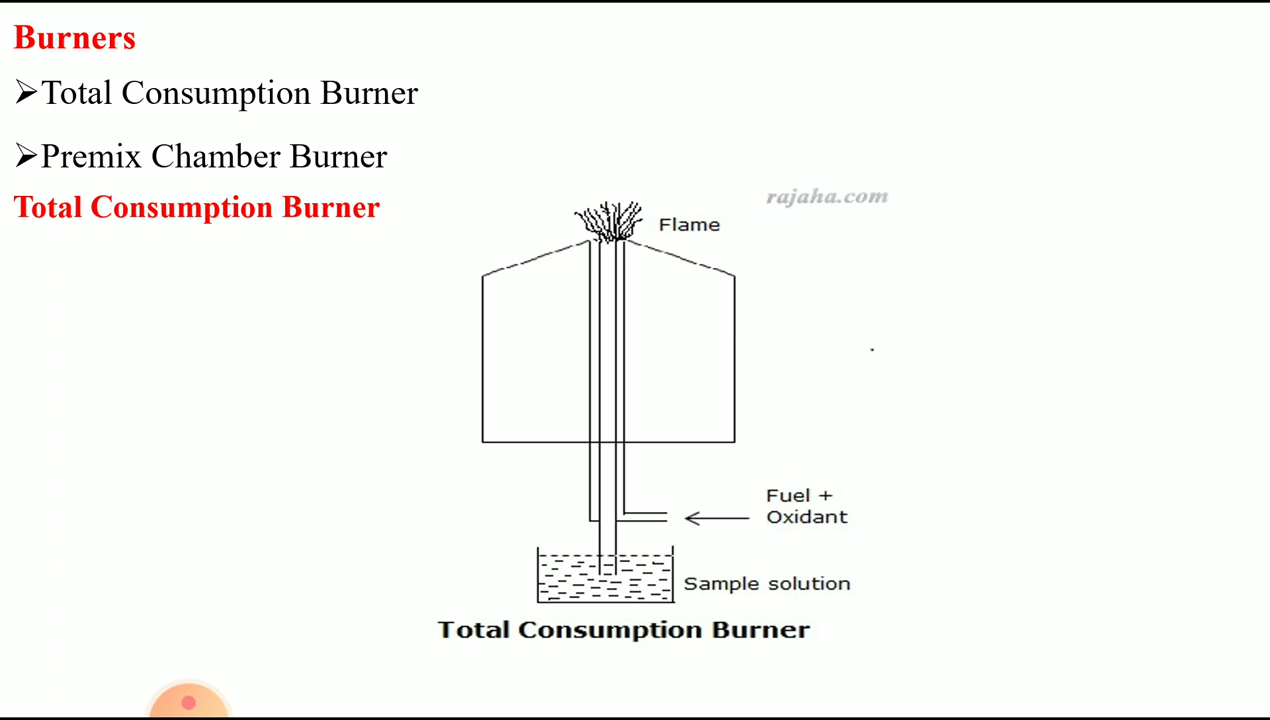 Burners
➢Total Consumption Burner
➢Premix Chamber Burner
Total Consumption Burner
rajaha.com
Flame
Fuel +
Oxidant
Sample solution
Total Consumption Burner